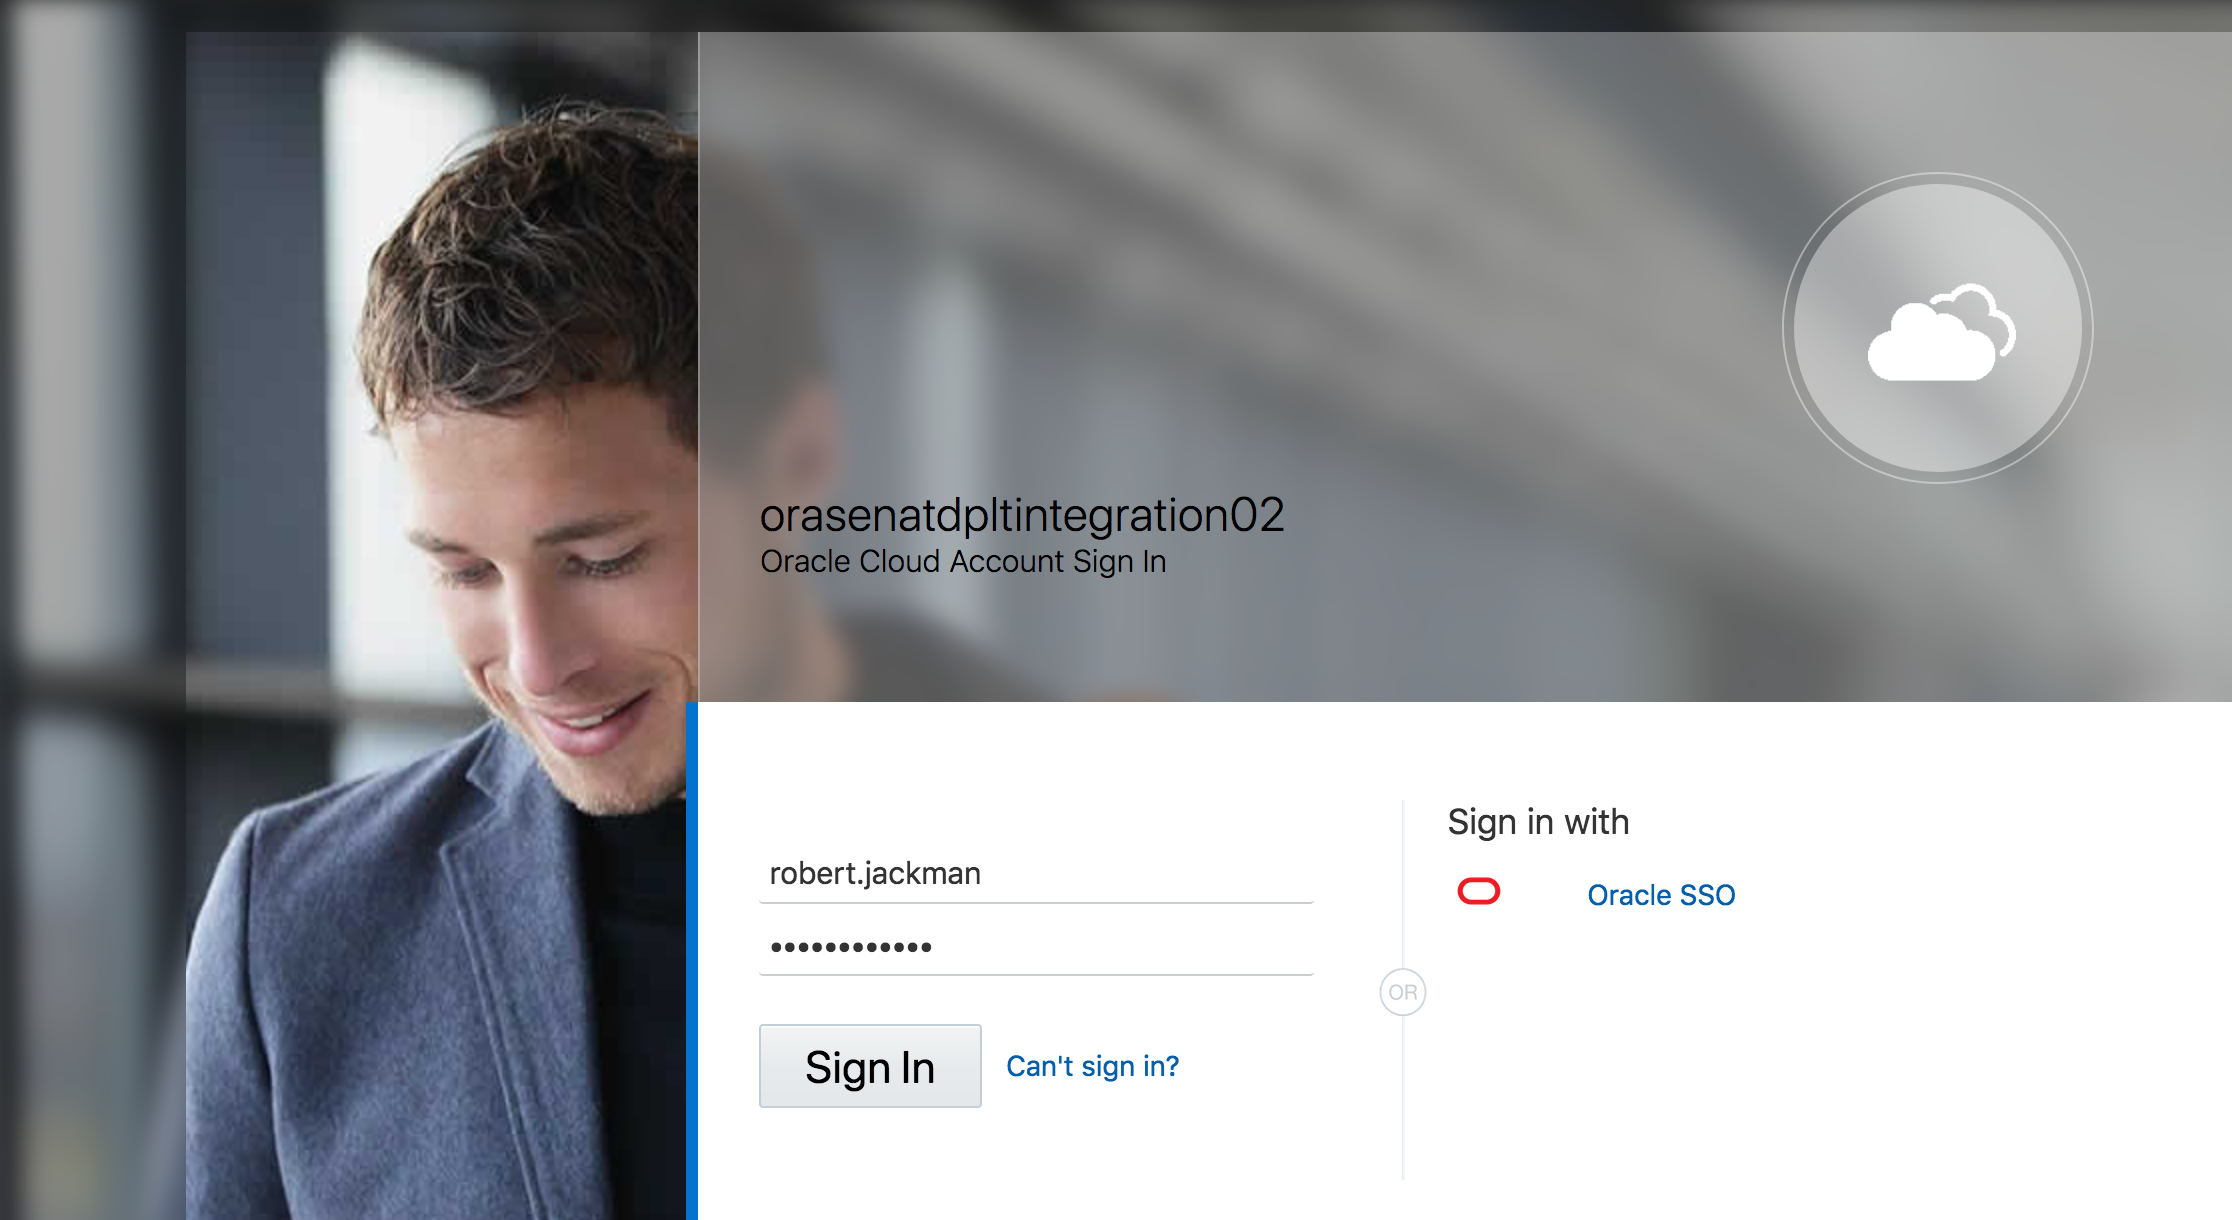 orasenatdpltintegration02
Oracle Cloud Account Sign In
robert.jackman
••••••••••••
Sign In
Can't sign in?
OR
Sign in with
Oracle SSO